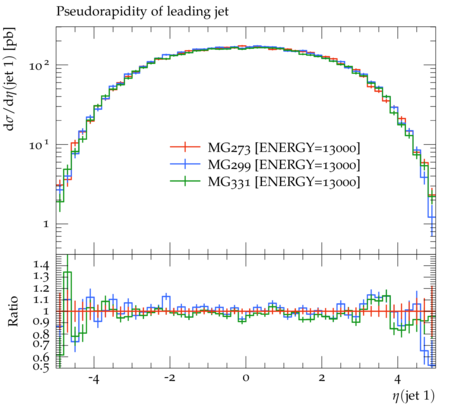 Pseudorapidity of leading jet
dσ/dη(jet 1) [pb]
10²
10¹
1
MG273 [ENERGY=13000]
MG299 [ENERGY=13000]
MG331 [ENERGY=13000]
Ratio
1.4
1.3
1.2
1.1
1
0.9
0.8
0.7
0.6
0.5
-4 -2 0 2 4
η(jet 1)